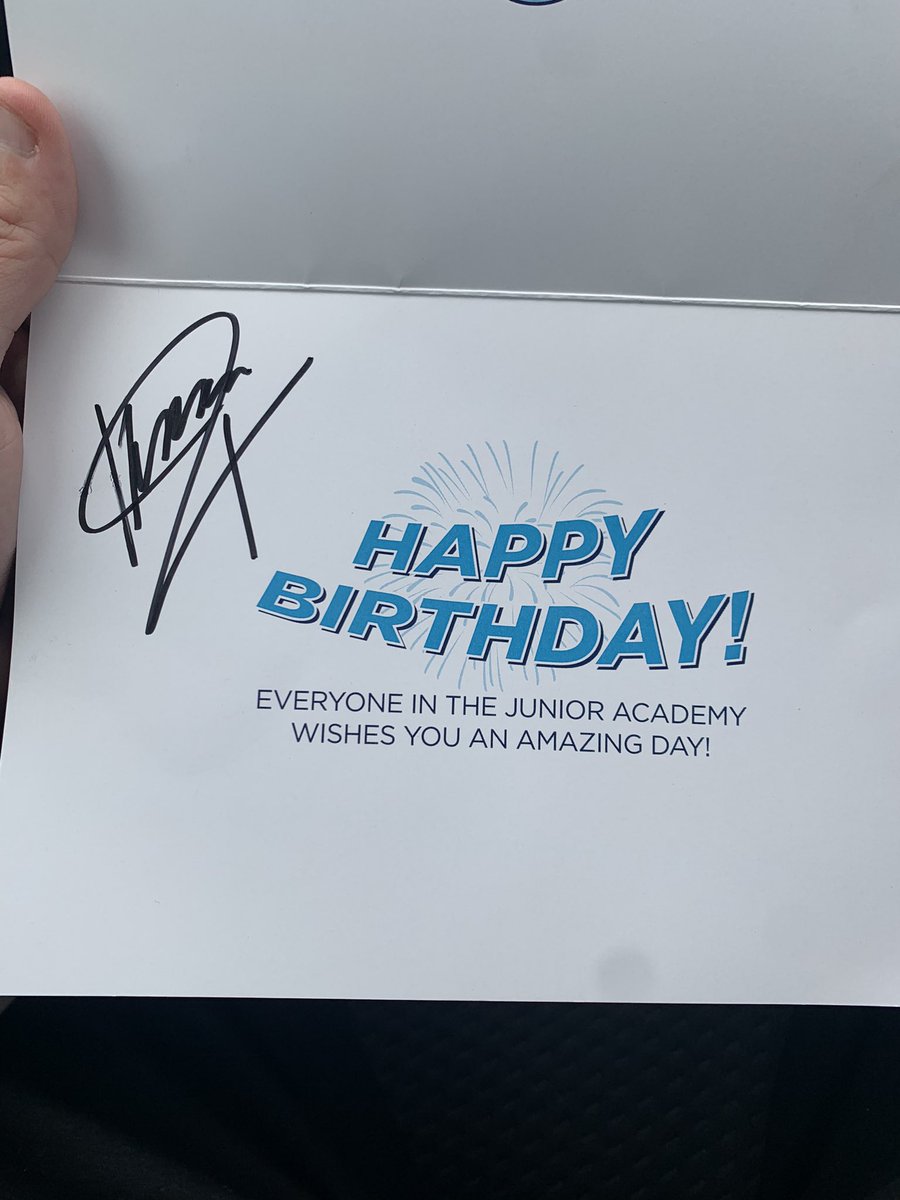 HAPPY
BIRTHDAY!
EVERYONE IN THE JUNIOR ACADEMY
WISHES YOU AN AMAZING DAY!